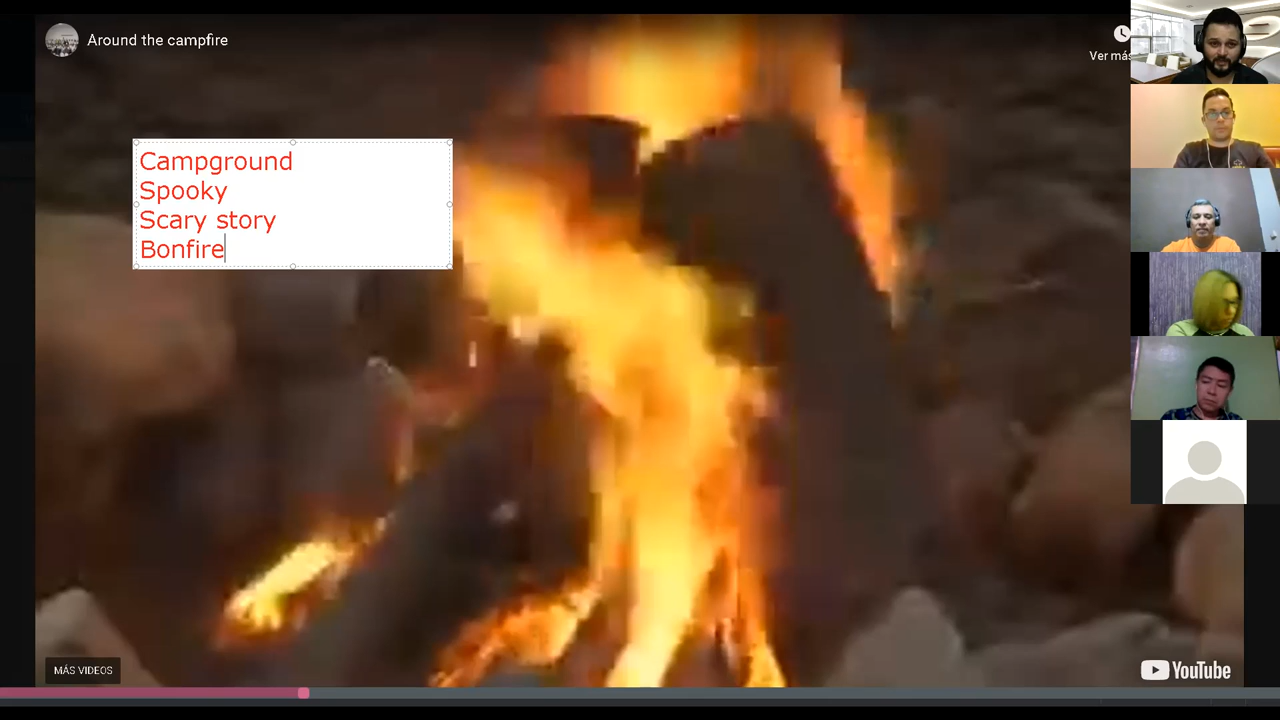 Around the campfire
Ver más
Campground
Spooky
Scary story
Bonfire
MÁS VIDEOS
YouTube